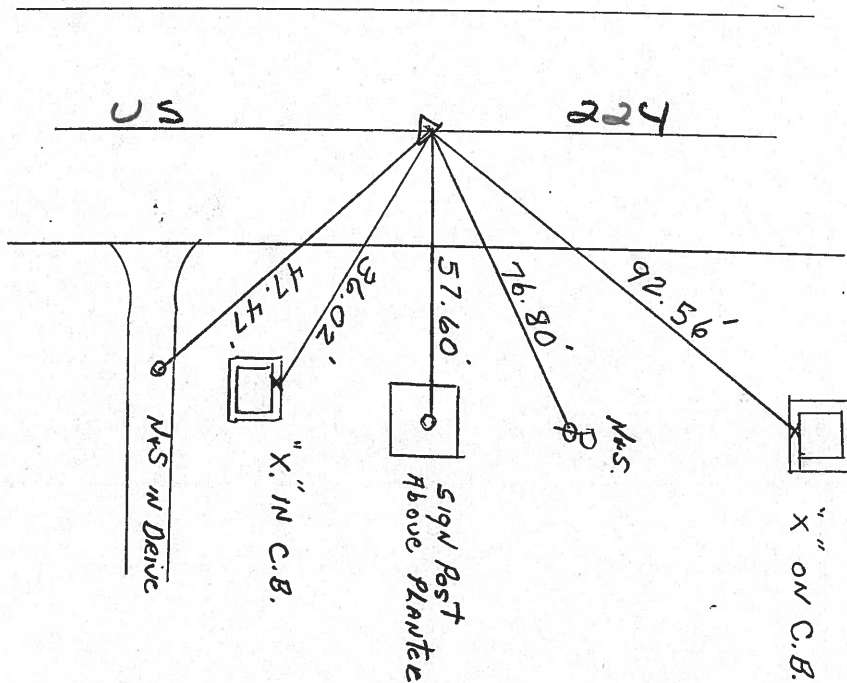 US 224
47.47'
36.02'
57.60'
76.80'
92.56'
N&S IN DRIVE
"X" IN C.B.
SIGN POST
ABOVE PLANTER
N&S.
"X" ON C.B.